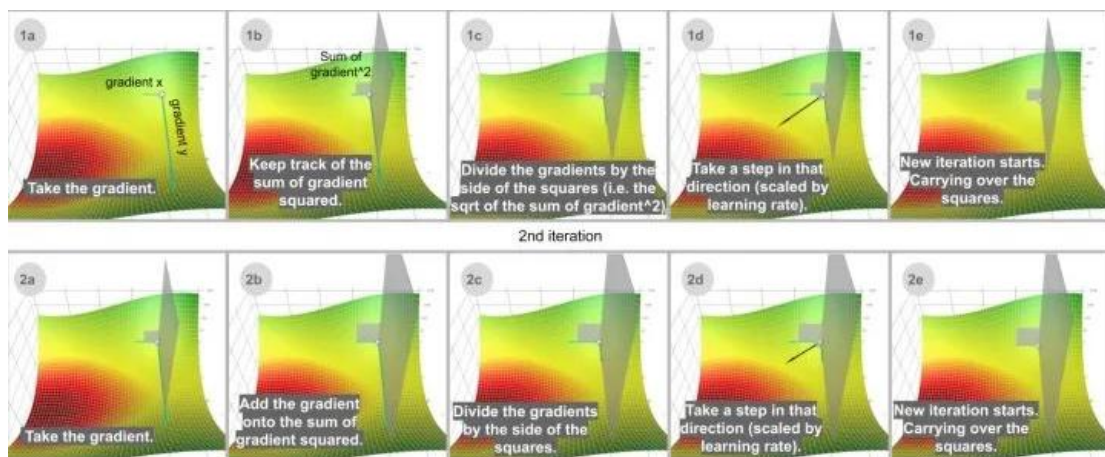 1a
gradient x
gradient y
Take the gradient.
1b
Sum of
gradient^2
Keep track of the
sum of gradient
squared.
1c
Divide the gradients by the
side of the squares (i.e. the
sqrt of the sum of gradient^2)
1d
Take a step in that
direction (scaled by
learning rate).
1e
New iteration starts.
Carrying over the
squares.
2nd iteration
2a
Take the gradient.
2b
Add the gradient
onto the sum of
gradient squared.
2c
Divide the gradients
by the side of the
squares.
2d
Take a step in that
direction (scaled by
learning rate).
2e
New iteration starts.
Carrying over the
squares.